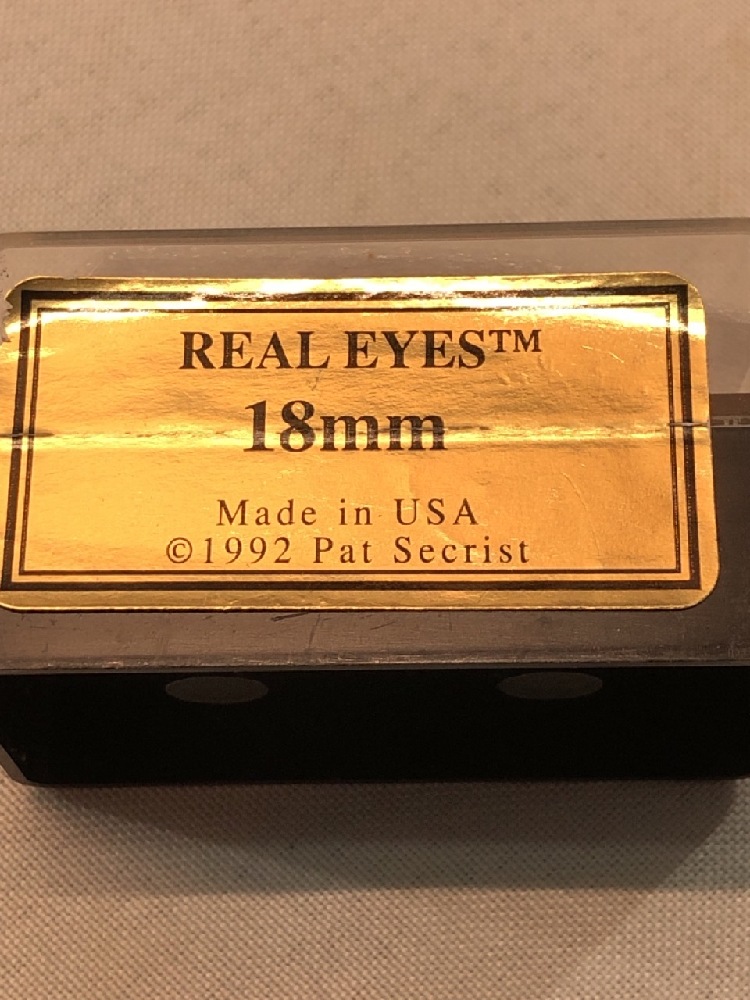 REAL EYES™
18mm
Made in USA
©1992 Pat Secrist